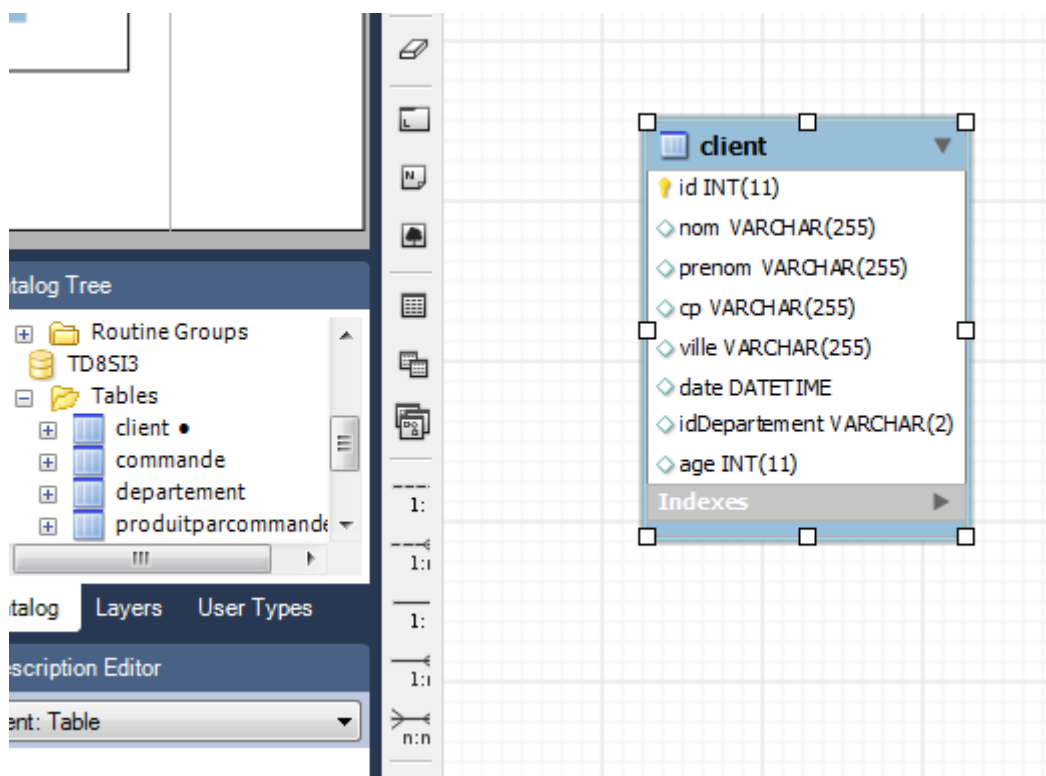 talog Tree
Routine Groups
TD8SI3
Tables
client
commande
departement
produitparcommande
talog Layers User Types
scription Editor
ent: Table
L
N
1:
1:
1:
1:
n:n
client
id INT(11)
nom VARCHAR(255)
prenom VARCHAR(255)
cp VARCHAR(255)
ville VARCHAR(255)
date DATETIME
idDepartement VARCHAR(2)
age INT(11)
Indexes